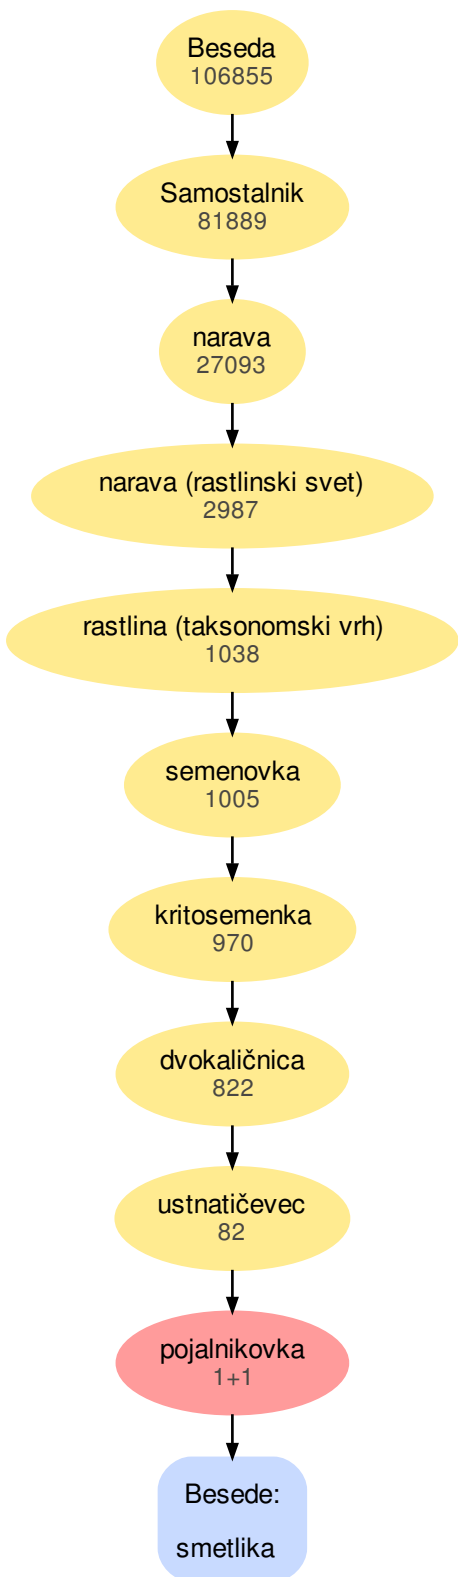 Beseda
106855
Samostalnik
81889
narava
27093
narava (rastlinski svet)
2987
rastlina (taksonomski vrh)
1038
semenovka
1005
kritosemenka
970
dvokaličnica
822
ustnatičevec
82
pojalnikovka
1+1
Besede:
smetlika